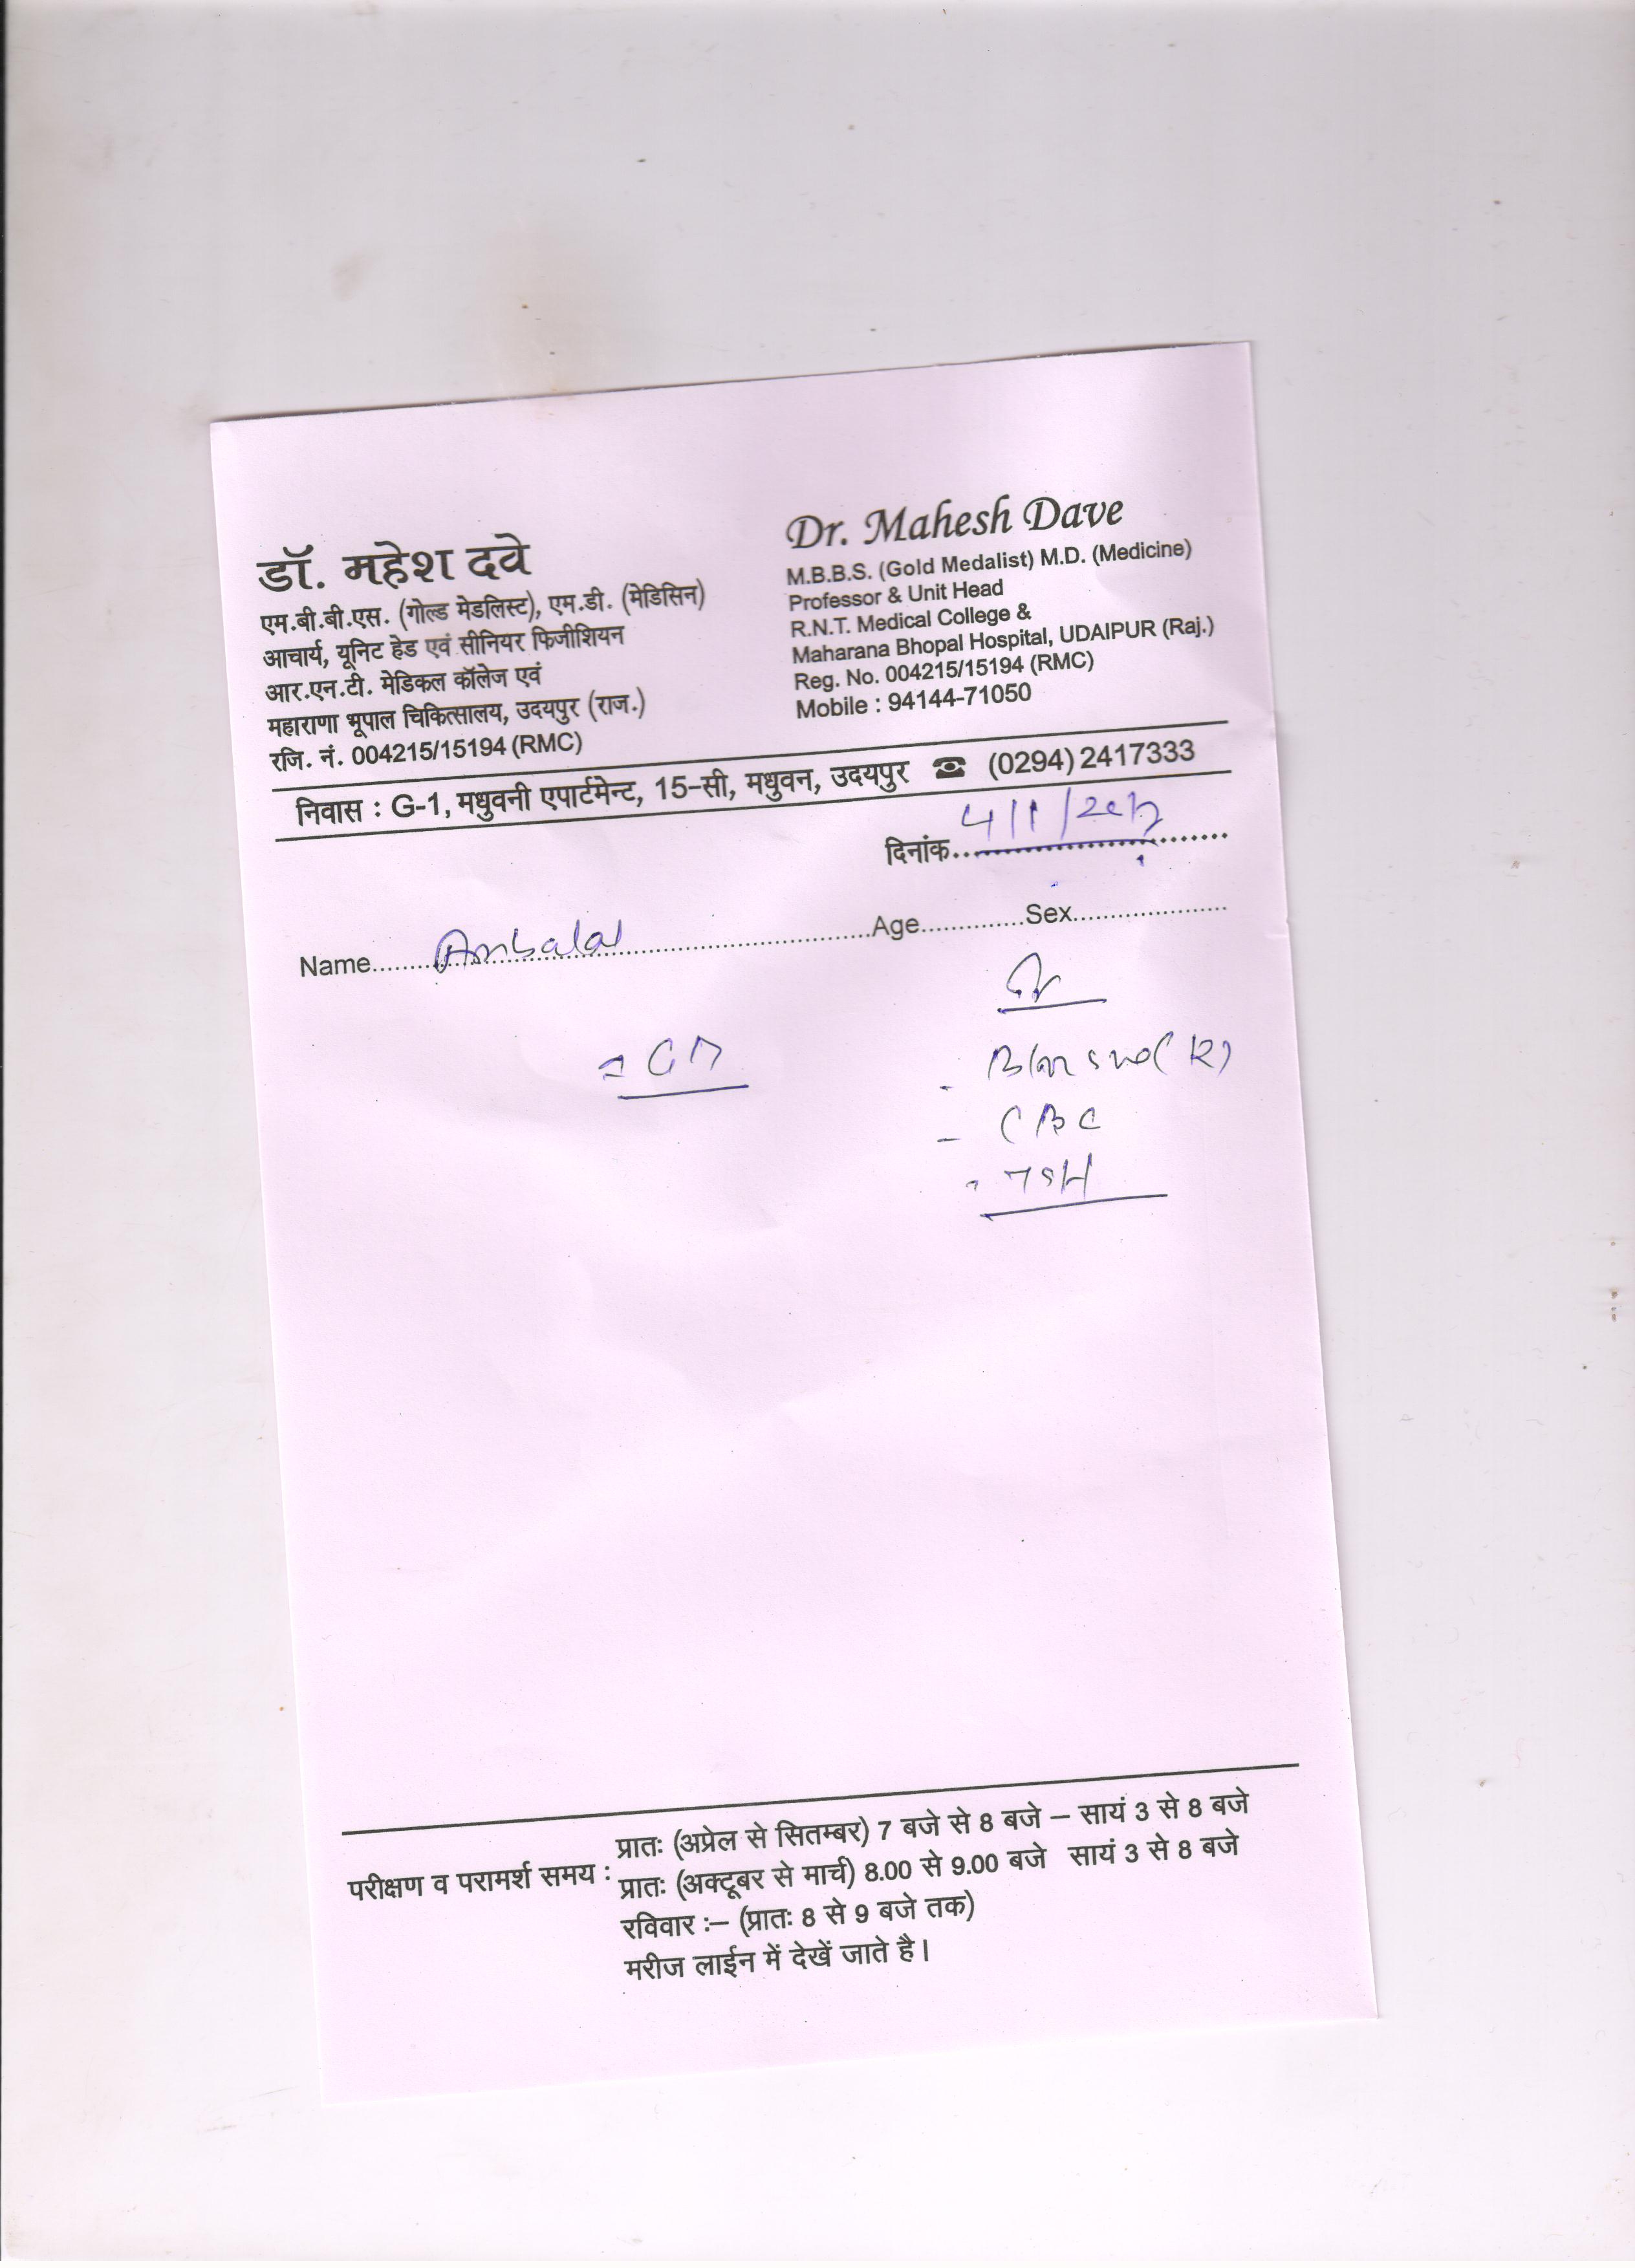 डॉ. महेश दवे
एम.बी.बी.एस. (गोल्ड मेडलिस्ट), एम.डी. (मेडिसिन)
आचार्य, यूनिट हेड एवं सीनियर फिजीशियन
आर.एन.टी. मेडिकल कॉलेज एवं
महाराणा भूपाल चिकित्सालय, उदयपुर (राज.)
रजि. नं. 004215/15194 (RMC)
Dr. Mahesh Dave
M.B.B.S. (Gold Medalist) M.D. (Medicine)
Professor & Unit Head
R.N.T. Medical College &
Maharana Bhopal Hospital, UDAIPUR (Raj.)
Reg. No. 004215/15194 (RMC)
Mobile : 94144-71050
निवास : G-1, मधुवनी एपार्टमेन्ट, 15-सी, मधुवन, उदयपुर ☎ (0294) 2417333
दिनांक 4/1/
Name Ambalal Age Sex
Blood (R)
- CBC
- TSH
परीक्षण व परामर्श समय : प्रातः (अप्रेल से सितम्बर) 7 बजे से 8 बजे – सायं 3 से 8 बजे
प्रातः (अक्टूबर से मार्च) 8.00 से 9.00 बजे सायं 3 से 8 बजे
रविवार :– (प्रातः 8 से 9 बजे तक)
मरीज लाईन में देखें जाते है।